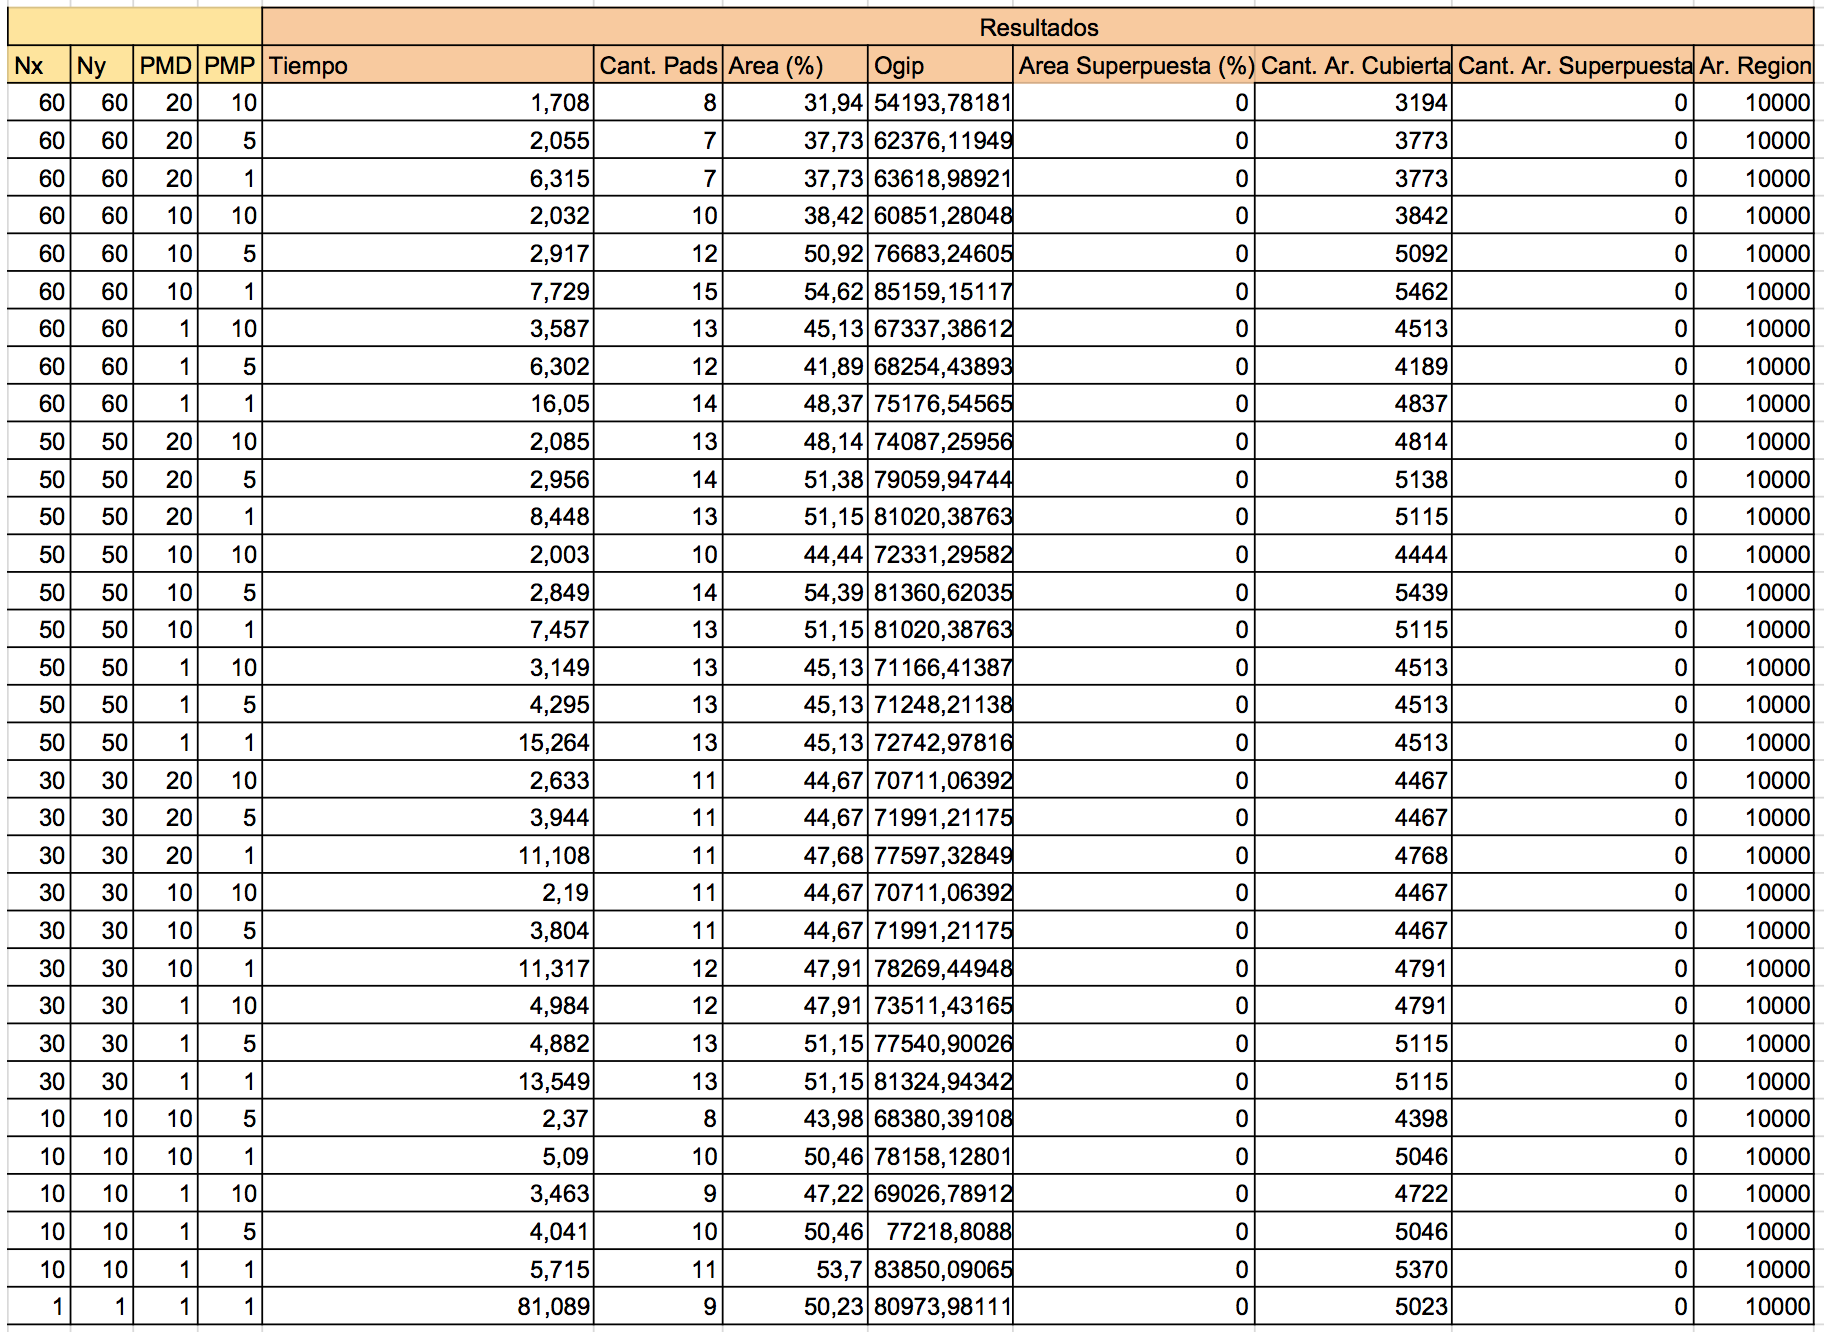 Resultados
Nx Ny PMD PMP Tiempo Cant. Pads Area (%) Ogip Area Superpuesta (%) Cant. Ar. Cubierta Cant. Ar. Superpuesta Ar. Region
60 60 20 10 1,708 8 31,94 54193,78181 0 3194 0 10000
60 60 20 5 2,055 7 37,73 62376,11949 0 3773 0 10000
60 60 20 1 6,315 7 37,73 63618,98921 0 3773 0 10000
60 60 10 10 2,032 10 38,42 60851,28048 0 3842 0 10000
60 60 10 5 2,917 12 50,92 76683,24605 0 5092 0 10000
60 60 10 1 7,729 15 54,62 85159,15117 0 5462 0 10000
60 60 1 10 3,587 13 45,13 67337,38612 0 4513 0 10000
60 60 1 5 6,302 12 41,89 68254,43893 0 4189 0 10000
60 60 1 1 16,05 14 48,37 75176,54565 0 4837 0 10000
50 50 20 10 2,085 13 48,14 74087,25956 0 4814 0 10000
50 50 20 5 2,956 14 51,38 79059,94744 0 5138 0 10000
50 50 20 1 8,448 13 51,15 81020,38763 0 5115 0 10000
50 50 10 10 2,003 10 44,44 72331,29582 0 4444 0 10000
50 50 10 5 2,849 14 54,39 81360,62035 0 5439 0 10000
50 50 10 1 7,457 13 51,15 81020,38763 0 5115 0 10000
50 50 1 10 3,149 13 45,13 71166,41387 0 4513 0 10000
50 50 1 5 4,295 13 45,13 71248,21138 0 4513 0 10000
50 50 1 1 15,264 13 45,13 72742,97816 0 4513 0 10000
30 30 20 10 2,633 11 44,67 70711,06392 0 4467 0 10000
30 30 20 5 3,944 11 44,67 71991,21175 0 4467 0 10000
30 30 20 1 11,108 11 47,68 77597,32849 0 4768 0 10000
30 30 10 10 2,19 11 44,67 70711,06392 0 4467 0 10000
30 30 10 5 3,804 11 44,67 71991,21175 0 4467 0 10000
30 30 10 1 11,317 12 47,91 78269,44948 0 4791 0 10000
30 30 1 10 4,984 12 47,91 73511,43165 0 4791 0 10000
30 30 1 5 4,882 13 51,15 77540,90026 0 5115 0 10000
30 30 1 1 13,549 13 51,15 81324,94342 0 5115 0 10000
10 10 10 5 2,37 8 43,98 68380,39108 0 4398 0 10000
10 10 10 1 5,09 10 50,46 78158,12801 0 5046 0 10000
10 10 1 10 3,463 9 47,22 69026,78912 0 4722 0 10000
10 10 1 5 4,041 10 50,46 77218,8088 0 5046 0 10000
10 10 1 1 5,715 11 53,7 83850,09065 0 5370 0 10000
1 1 1 1 81,089 9 50,23 80973,98111 0 5023 0 10000